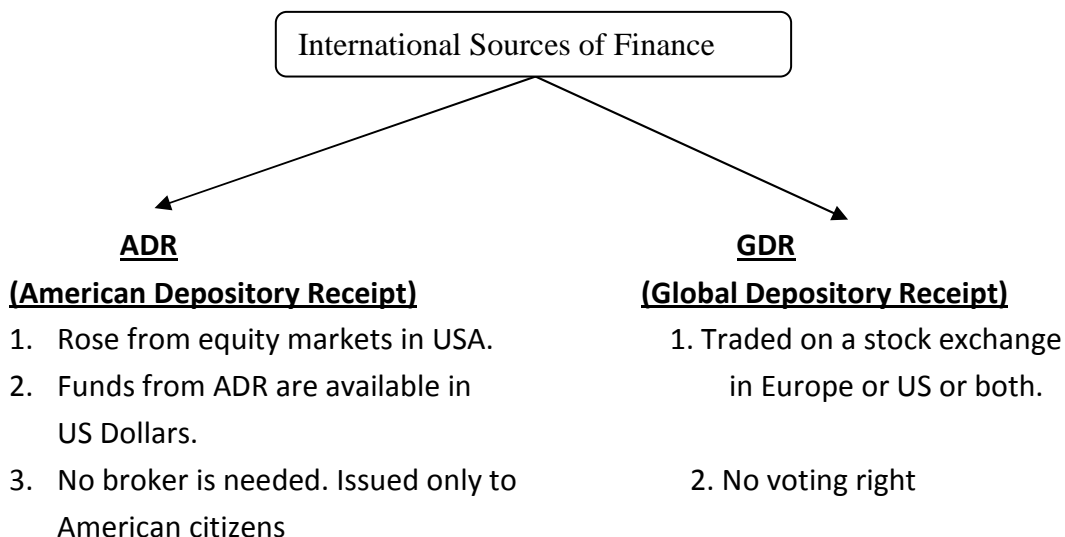 International Sources of Finance
ADR
(American Depository Receipt)
1. Rose from equity markets in USA.
2. Funds from ADR are available in
US Dollars.
3. No broker is needed. Issued only to
American citizens
GDR
(Global Depository Receipt)
1. Traded on a stock exchange
in Europe or US or both.
2. No voting right